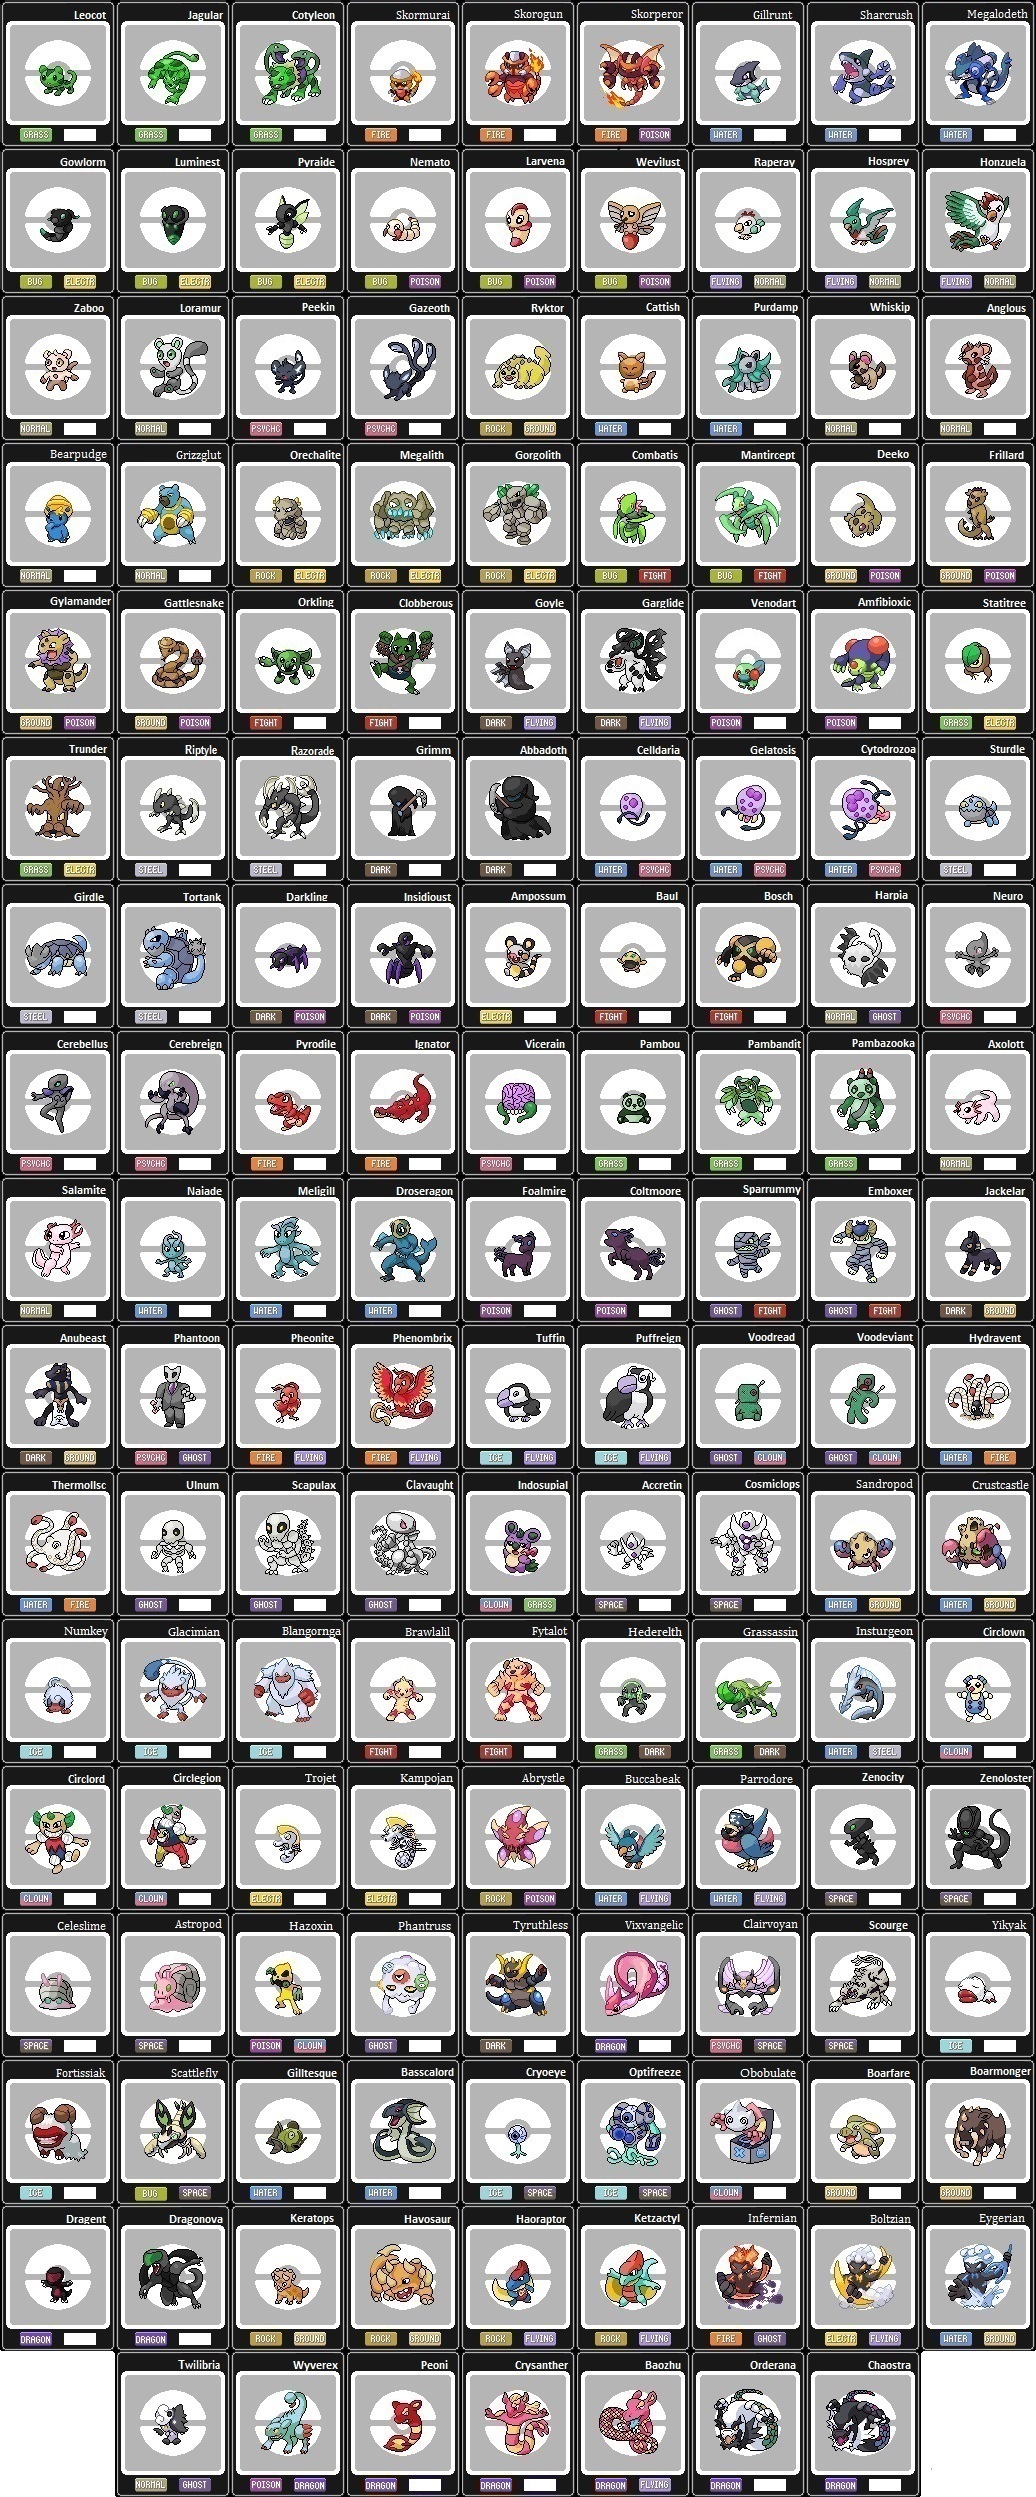 Leocot Jagular Cotyleon Skormurai Skorogun Skorperor Gillrunt Sharcrush Megalodeth
GRASS GRASS GRASS FIRE FIRE FIRE POISON WATER WATER WATER
Gowlorm Luminest Pyraide Nemato Larvena Wevilust Raperay Hosprey Honzuela
BUG ELECTR BUG ELECTR BUG ELECTR BUG POISON BUG POISON BUG POISON FLYING NORMAL FLYING NORMAL FLYING NORMAL
Zaboo Loramur Peekin Gazeoth Ryktor Cattish Purdamp Whiskip Anglous
NORMAL NORMAL PSYCHC PSYCHC ROCK GROUND WATER WATER NORMAL NORMAL
Bearpudge Grizzglut Orechalite Megalith Gorgolith Combatis Mantircept Deeko Frillard
NORMAL NORMAL ROCK ELECTR ROCK ELECTR ROCK ELECTR BUG FIGHT BUG FIGHT GROUND POISON GROUND POISON
Gylamander Gattlesnake Orkling Clobberous Goyle Garglide Venodart Amfibioxic Statitree
GROUND POISON GROUND POISON FIGHT FIGHT DARK FLYING DARK FLYING POISON POISON GRASS ELECTR
Trunder Riptyle Razorade Grimm Abbadoth Celldaria Gelatosis Cytodrozoa Sturdle
GRASS ELECTR STEEL STEEL DARK DARK WATER PSYCHC WATER PSYCHC WATER PSYCHC STEEL
Girdle Tortank Darkling Insidioust Ampossum Baul Bosch Harpia Neuro
STEEL STEEL DARK POISON DARK POISON ELECTR FIGHT FIGHT NORMAL GHOST PSYCHC
Cerebellus Cerebreign Pyrodile Ignator Vicerain Pambou Pambandit Pambazooka Axolott
PSYCHC PSYCHC FIRE FIRE PSYCHC GRASS GRASS GRASS NORMAL
Salamite Naiade Meligill Droseragon Foalmire Coltmoore Sparrummy Emboxer Jackelar
NORMAL WATER WATER WATER POISON POISON GHOST FIGHT GHOST FIGHT DARK GROUND
Anubeast Phantoon Pheonite Phenombrix Tuffin Puffreign Voodread Voodeviant Hydravent
DARK GROUND PSYCHC GHOST FIRE FLYING FIRE FLYING ICE FLYING ICE FLYING GHOST CLOWN GHOST CLOWN WATER FIRE
Thermollsc Ulnum Scapulax Clavaught Indosupial Accretin Cosmiclops Sandropod Crustcastle
WATER FIRE GHOST GHOST GHOST CLOWN GRASS SPACE SPACE WATER GROUND WATER GROUND
Numkey Glacimian Blangornga Brawlalil Fytalot Hederelth Grassassin Insturgeon Circlown
ICE ICE ICE FIGHT FIGHT GRASS DARK GRASS DARK WATER STEEL CLOWN
Circlord Circlegion Trojet Kampojan Abrystle Buccabeak Parrodore Zenocity Zenoloster
CLOWN CLOWN ELECTR ELECTR ROCK POISON WATER FLYING WATER FLYING SPACE SPACE
Celeslime Astropod Hazoxin Phantruss Tyruthless Vixvangelic Clairvoyan Scourge Yikyak
SPACE SPACE POISON CLOWN GHOST DARK DRAGON PSYCHC SPACE SPACE ICE
Fortissiak Scattlefly Gilltesque Basscalord Cryoeye Optifreeze Obobulate Boarfare Boarmonger
ICE BUG SPACE WATER WATER ICE SPACE ICE SPACE CLOWN GROUND GROUND
Dragent Dragonova Keratops Havosaur Haoraptor Ketzactyl Infernian Boltzian Eygerian
DRAGON DRAGON ROCK GROUND ROCK GROUND ROCK FLYING ROCK FLYING FIRE GHOST ELECTR FLYING WATER GROUND
Twilibria Wyverex Peoni Crysanther Baozhu Orderana Chaostra
NORMAL GHOST POISON DRAGON DRAGON DRAGON DRAGON FLYING DRAGON DRAGON